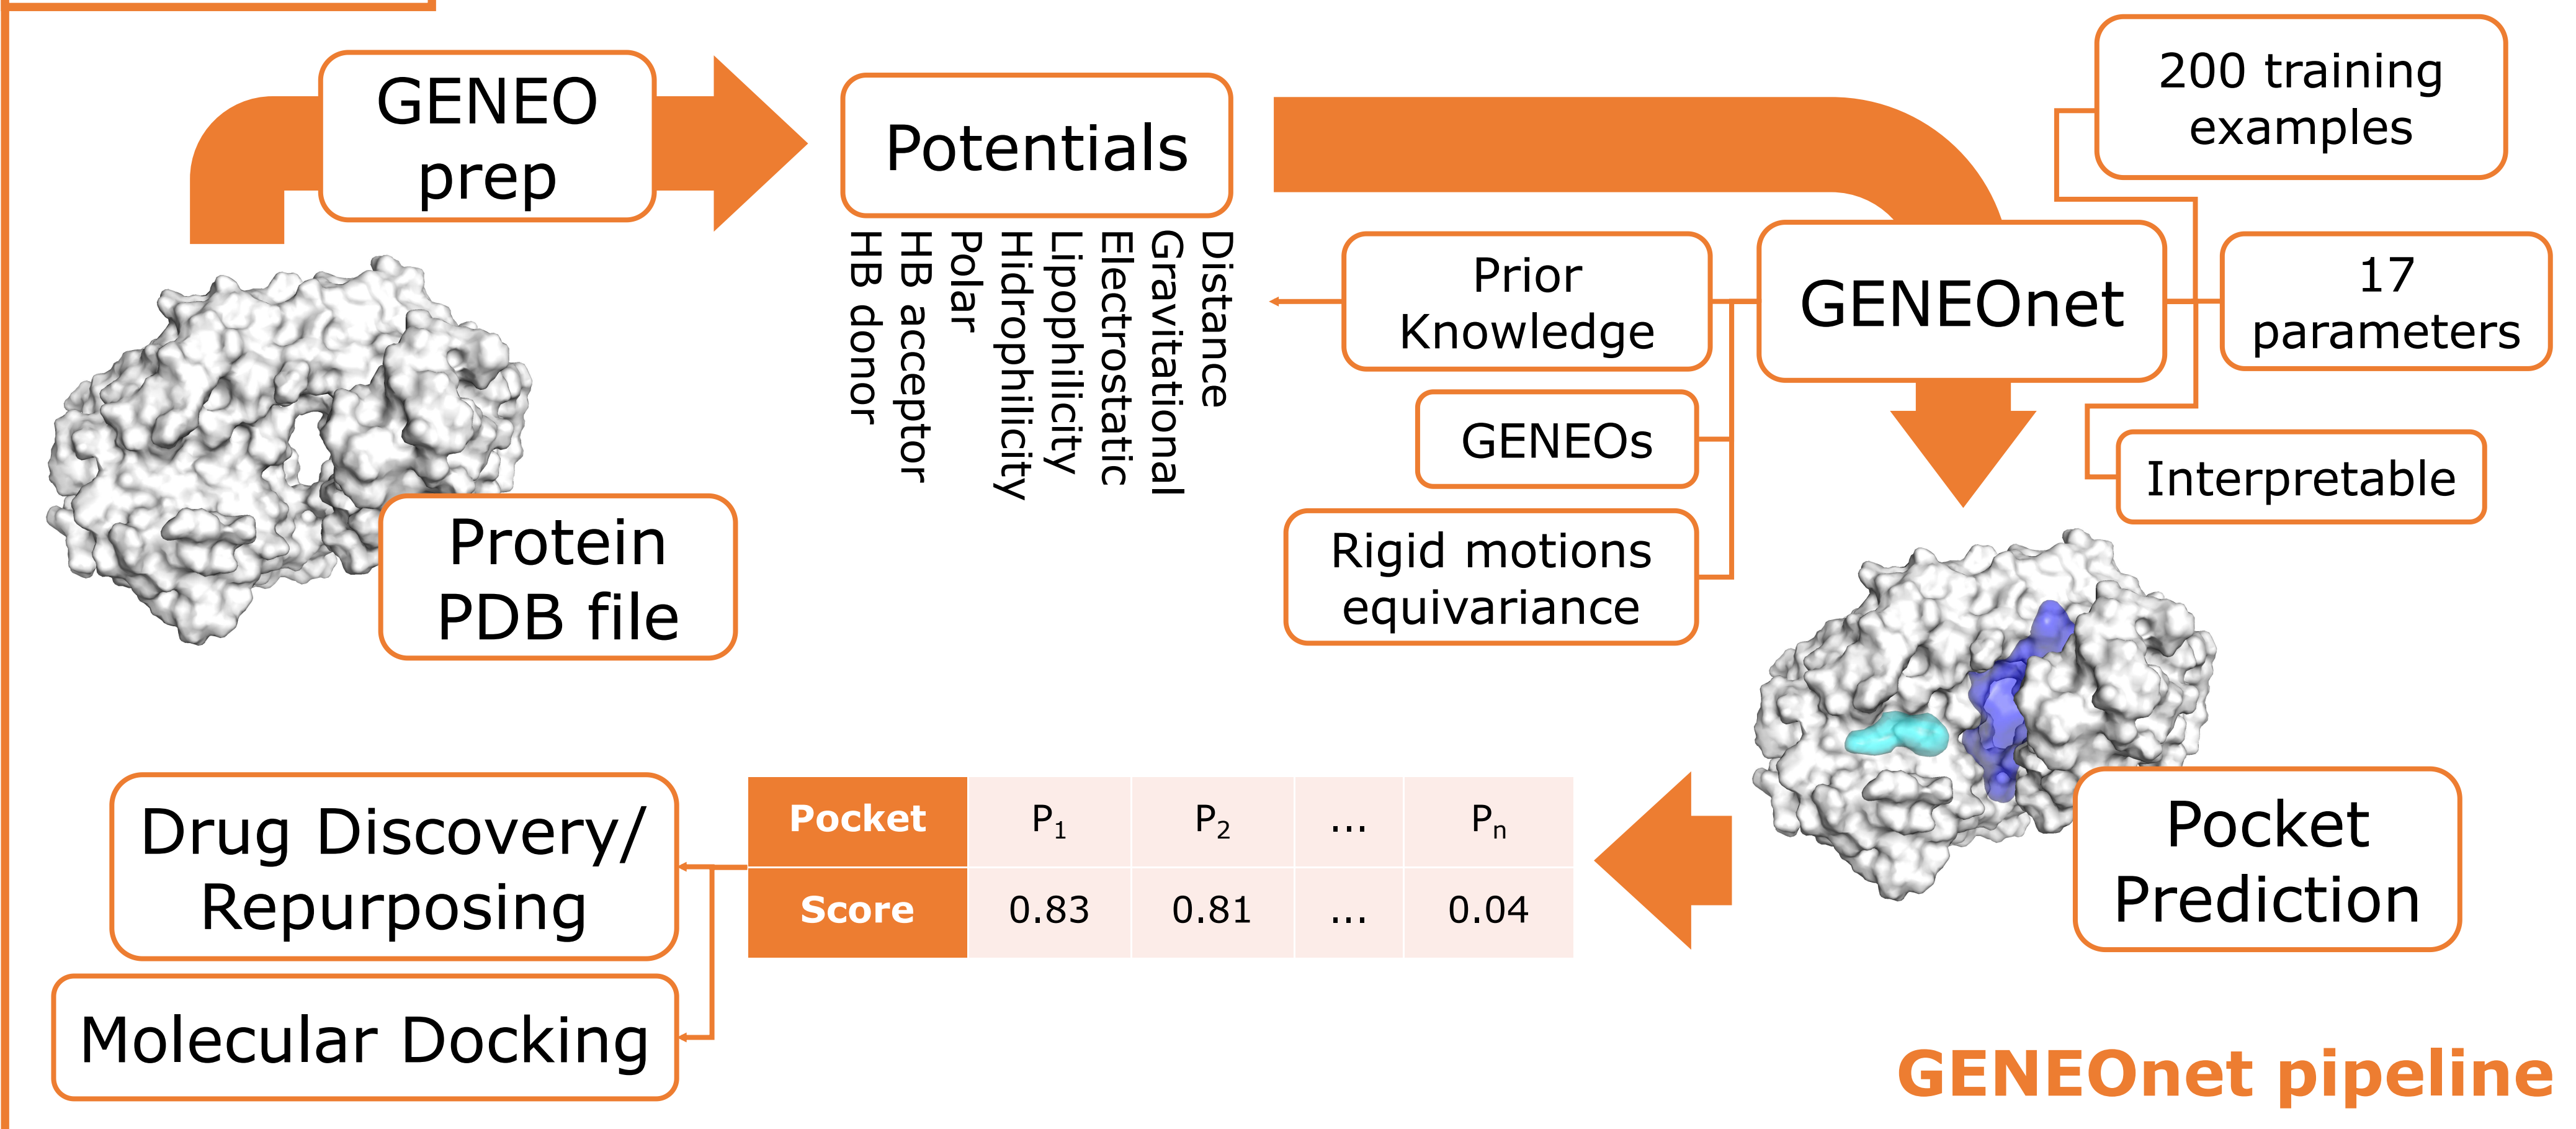 GENEO
prep
Potentials
Distance
Gravitational
Electrostatic
Lipophilicity
Hidrophilicity
Polar
HB acceptor
HB donor
Protein
PDB file
200 training
examples
Prior
Knowledge
GENEOnet
17
parameters
GENEOs
Interpretable
Rigid motions
equivariance
Pocket
Prediction
Pocket P₁ P₂ ... Pₙ
Score 0.83 0.81 ... 0.04
Drug Discovery/
Repurposing
Molecular Docking
GENEOnet pipeline